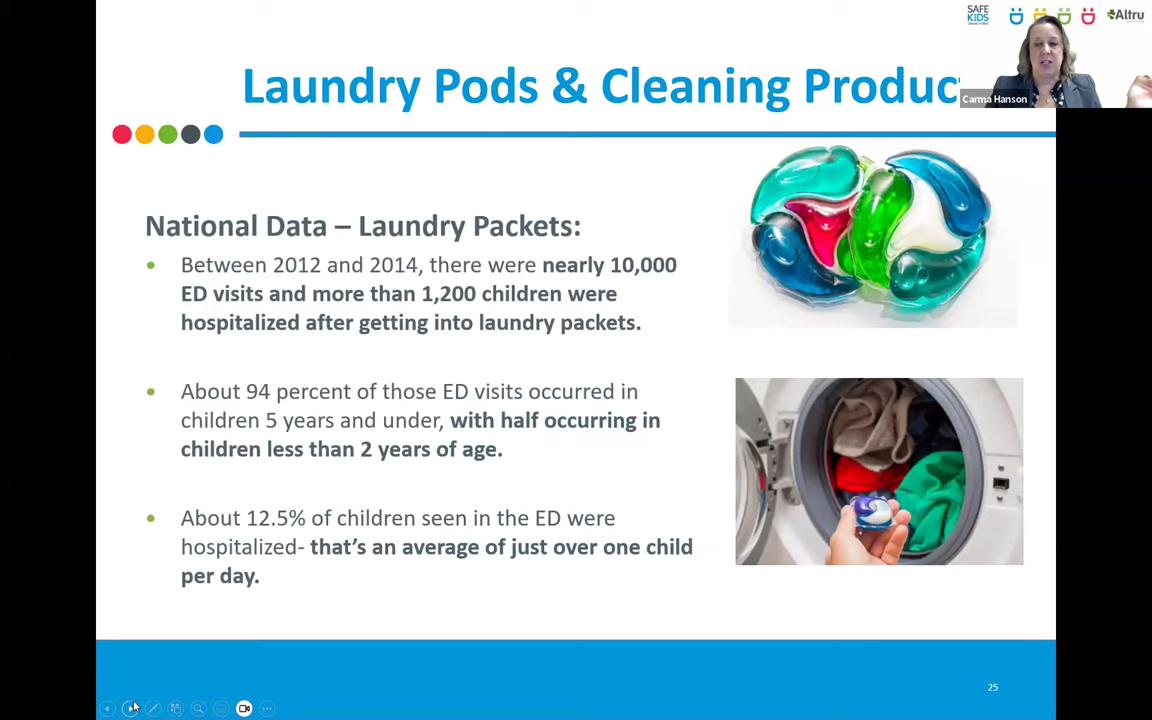 SAFE
KIDS
Altru
Laundry Pods & Cleaning Produc
Carma Hanson
National Data – Laundry Packets:
• Between 2012 and 2014, there were nearly 10,000
ED visits and more than 1,200 children were
hospitalized after getting into laundry packets.
• About 94 percent of those ED visits occurred in
children 5 years and under, with half occurring in
children less than 2 years of age.
• About 12.5% of children seen in the ED were
hospitalized- that’s an average of just over one child
per day.
25